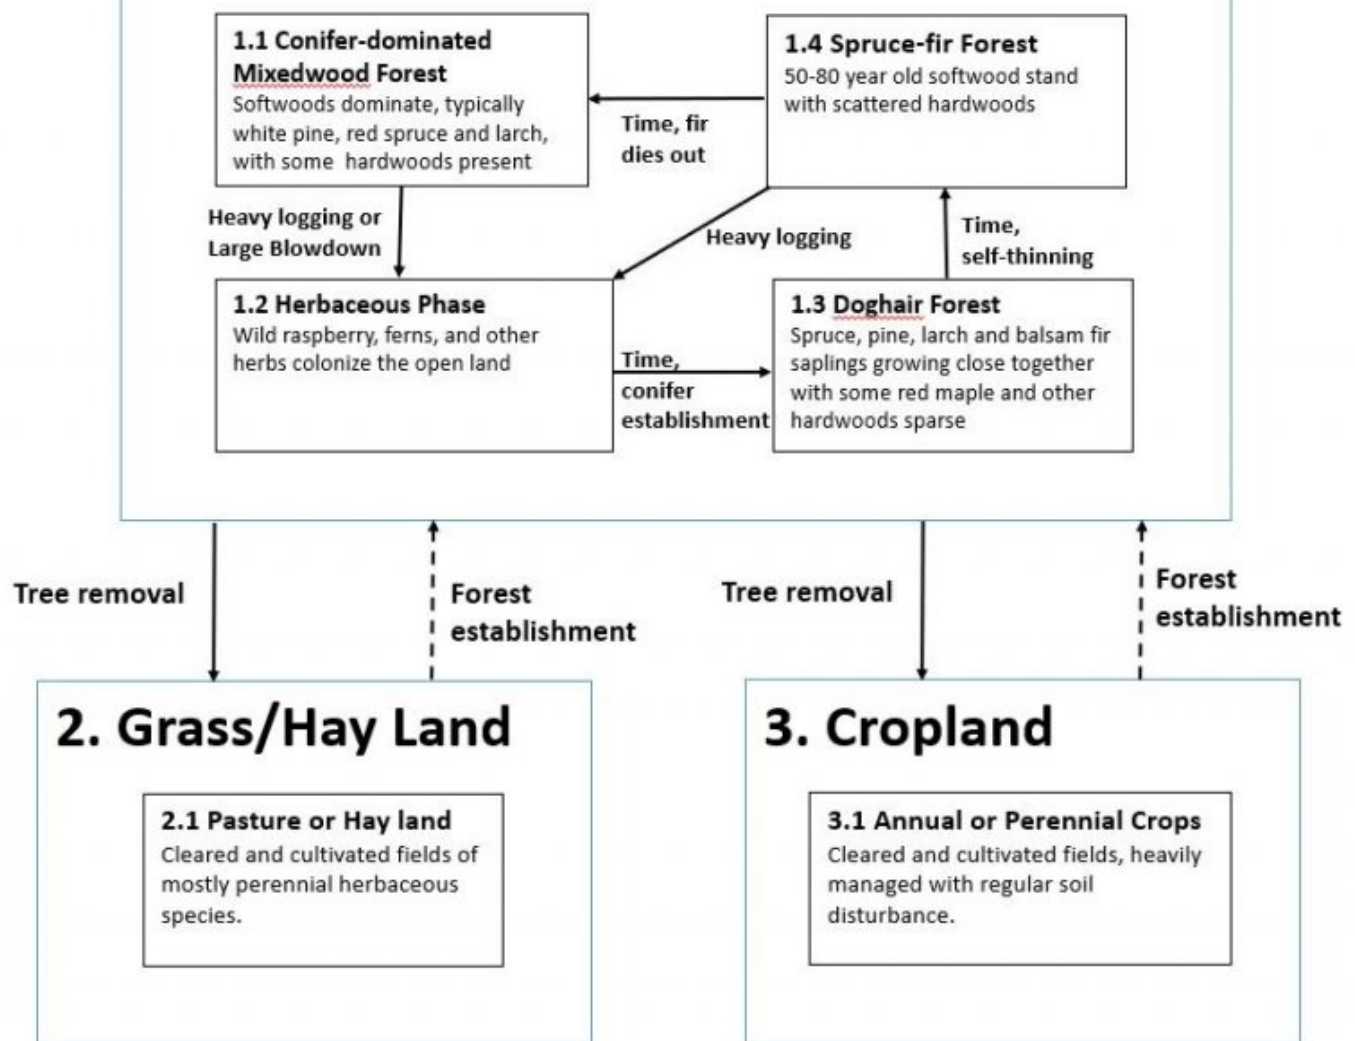 1.1 Conifer-dominated
Mixedwood Forest
Softwoods dominate, typically
white pine, red spruce and larch,
with some hardwoods present
1.4 Spruce-fir Forest
50-80 year old softwood stand
with scattered hardwoods
Time, fir
dies out
Heavy logging or
Large Blowdown
Heavy logging
Time,
self-thinning
1.2 Herbaceous Phase
Wild raspberry, ferns, and other
herbs colonize the open land
Time,
conifer
establishment
1.3 Doghair Forest
Spruce, pine, larch and balsam fir
saplings growing close together
with some red maple and other
hardwoods sparse
Tree removal
Forest
establishment
Tree removal
Forest
establishment
2. Grass/Hay Land
2.1 Pasture or Hay land
Cleared and cultivated fields of
mostly perennial herbaceous
species.
3. Cropland
3.1 Annual or Perennial Crops
Cleared and cultivated fields, heavily
managed with regular soil
disturbance.